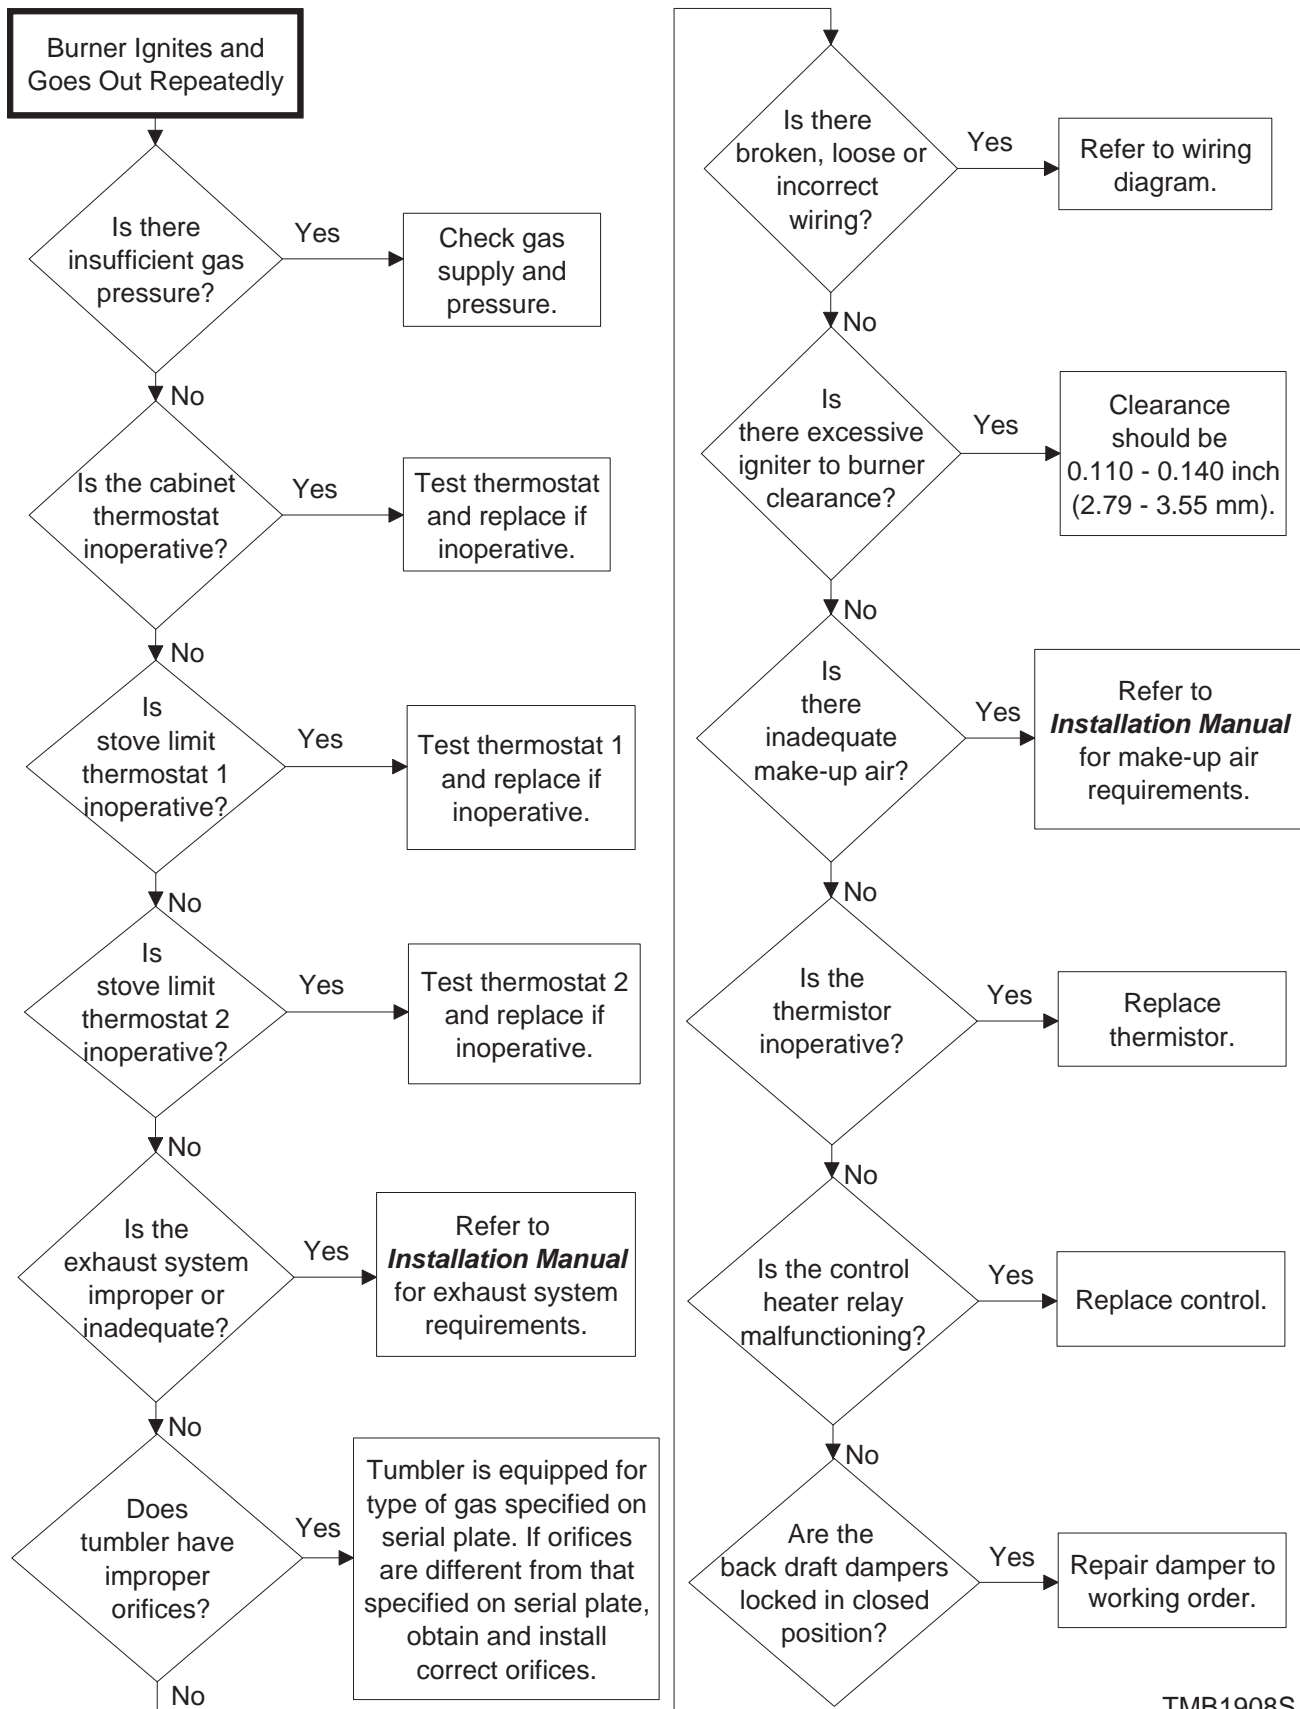 Burner Ignites and
Goes Out Repeatedly
Is there
insufficient gas
pressure?
Yes
Check gas
supply and
pressure.
No
Is the cabinet
thermostat
inoperative?
Yes
Test thermostat
and replace if
inoperative.
No
Is
stove limit
thermostat 1
inoperative?
Yes
Test thermostat 1
and replace if
inoperative.
No
Is
stove limit
thermostat 2
inoperative?
Yes
Test thermostat 2
and replace if
inoperative.
No
Is the
exhaust system
improper or
inadequate?
Yes
Refer to
Installation Manual
for exhaust system
requirements.
No
Does
tumbler have
improper
orifices?
Yes
Tumbler is equipped for
type of gas specified on
serial plate. If orifices
are different from that
specified on serial plate,
obtain and install
correct orifices.
No
Is there
broken, loose or
incorrect
wiring?
Yes
Refer to wiring
diagram.
No
Is
there excessive
igniter to burner
clearance?
Yes
Clearance
should be
0.110 - 0.140 inch
(2.79 - 3.55 mm).
No
Is
there
inadequate
make-up air?
Yes
Refer to
Installation Manual
for make-up air
requirements.
No
Is the
thermistor
inoperative?
Yes
Replace
thermistor.
No
Is the control
heater relay
malfunctioning?
Yes
Replace control.
No
Are the
back draft dampers
locked in closed
position?
Yes
Repair damper to
working order.
TMB1908S